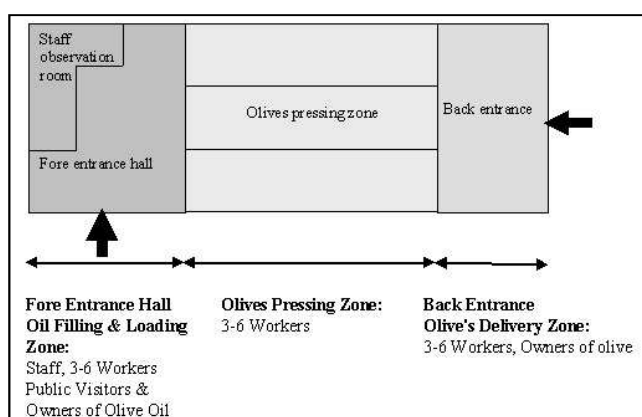 Staff
observation
room
Fore entrance hall
Olives pressing zone
Back entrance
Fore Entrance Hall
Oil Filling & Loading
Zone:
Staff, 3-6 Workers
Public Visitors &
Owners of Olive Oil
Olives Pressing Zone:
3-6 Workers
Back Entrance
Olive's Delivery Zone:
3-6 Workers, Owners of olive